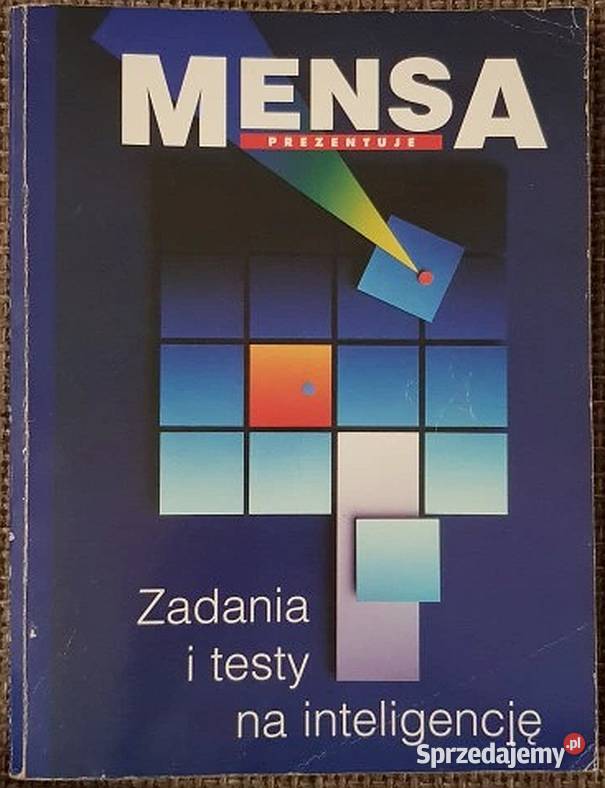 MENSA
PREZENTUJE
Zadania
i testy
na inteligencję
Sprzedajemy.pl